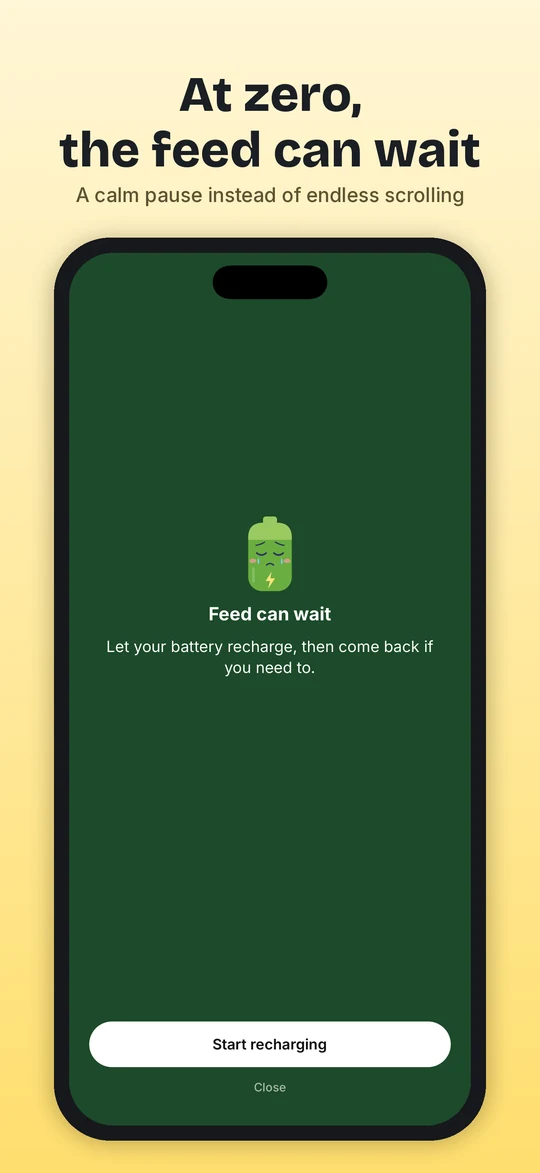 At zero,
the feed can wait
A calm pause instead of endless scrolling
Feed can wait
Let your battery recharge, then come back if
you need to.
Start recharging
Close